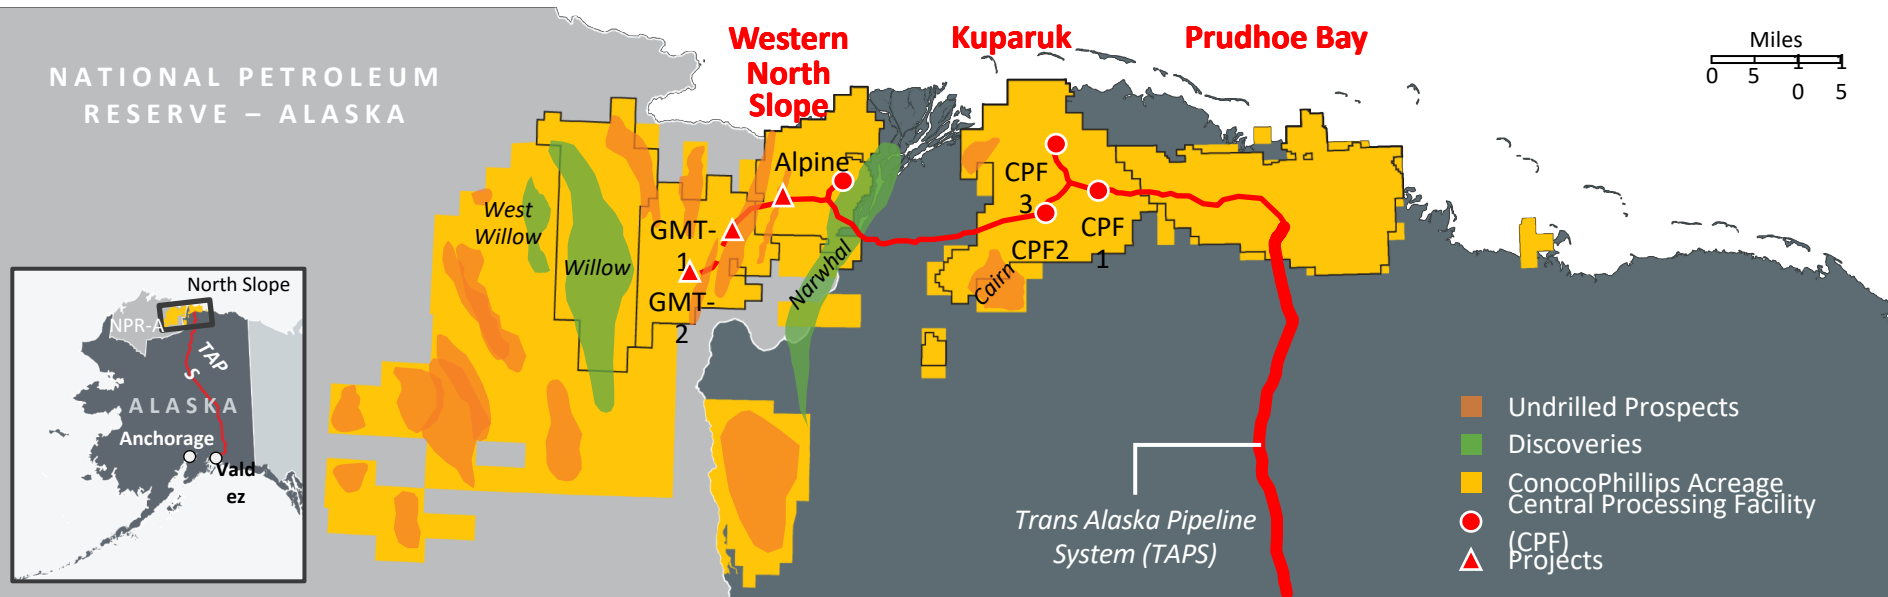 NATIONAL PETROLEUM
RESERVE – ALASKA
Western
North
Slope
Kuparuk
Prudhoe Bay
Miles
0 5 1 1
0 5
Alpine
CPF
3
CPF
1
CPF2
West
Willow
Willow
GMT-
1
GMT-
2
Narwhal
Cairn
North Slope
NPR-A
TAP
S
ALASKA
Anchorage
Vald
ez
Trans Alaska Pipeline
System (TAPS)
Undrilled Prospects
Discoveries
ConocoPhillips Acreage
Central Processing Facility
(CPF)
Projects